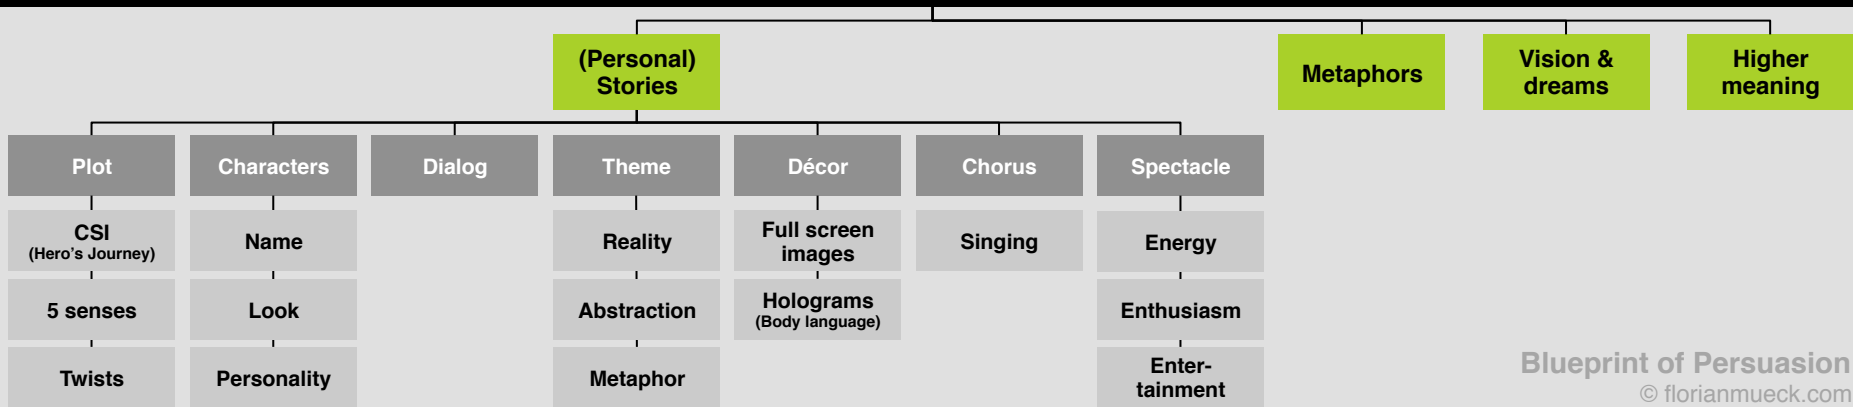 (Personal)
Stories
Metaphors
Vision &
dreams
Higher
meaning
Plot
Characters
Dialog
Theme
Décor
Chorus
Spectacle
CSI
(Hero's Journey)
Name
Reality
Full screen
images
Singing
Energy
5 senses
Look
Abstraction
Holograms
(Body language)
Enthusiasm
Twists
Personality
Metaphor
Enter-
tainment
Blueprint of Persuasion
© florianmueck.com